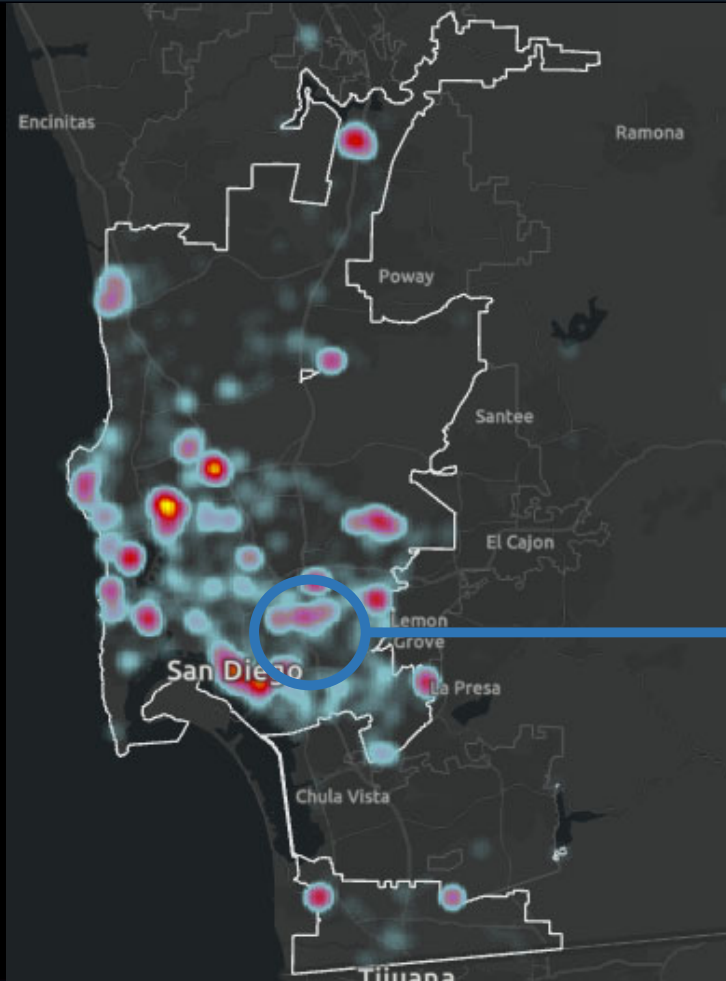 Encinitas
Ramona
Poway
Santee
El Cajon
Lemon
Grove
San Diego
La Presa
Chula Vista
Tijuana